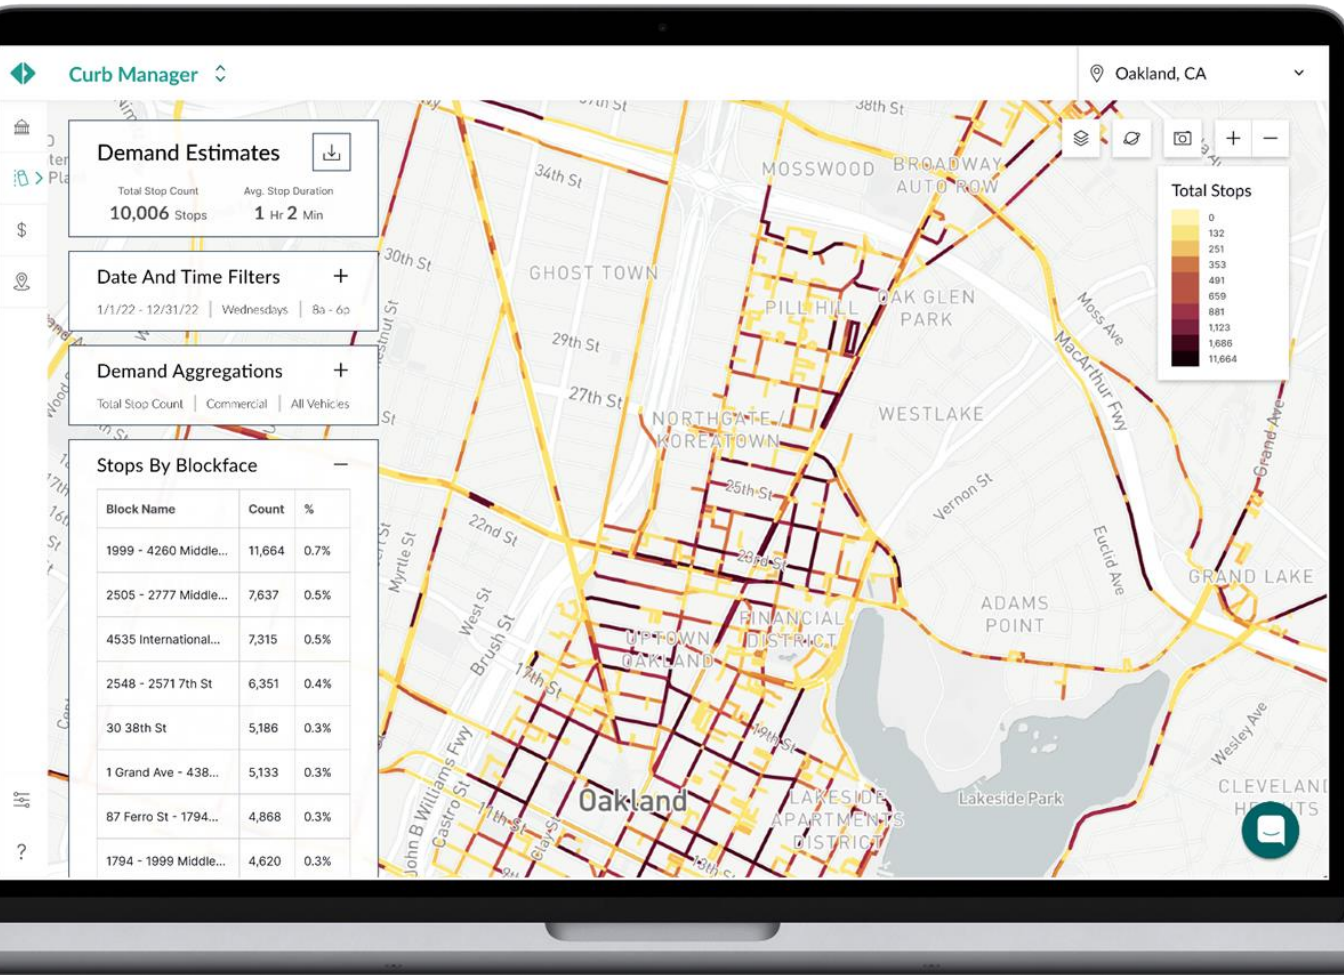 Curb Manager
Oakland, CA
Demand Estimates
Total Stop Count
Avg. Stop Duration
10,006 Stops
1 Hr 2 Min
Date And Time Filters
+
1/1/22 - 12/31/22 | Wednesdays | 8a - 6p
Demand Aggregations
+
Total Stop Count | Commercial | All Vehicles
Stops By Blockface
−
Block Name Count %
1999 - 4260 Middle... 11,664 0.7%
2505 - 2777 Middle... 7,637 0.5%
4535 International... 7,315 0.5%
2548 - 2571 7th St 6,351 0.4%
30 38th St 5,186 0.3%
1 Grand Ave - 438... 5,133 0.3%
87 Ferro St - 1794... 4,868 0.3%
1794 - 1999 Middle... 4,620 0.3%
$
?
+ −
Total Stops
0
132
251
353
491
659
881
1,123
1,686
11,664
38th St
34th St
MOSSWOOD
BROADWAY
AUTO ROW
30th St
GHOST TOWN
PILL HILL
OAK GLEN
PARK
Moss Ave
29th St
MacArthur Fwy
27th St
St
NORTHGATE /
KOREATOWN
WESTLAKE
Grand Ave
25th St
Vernon St
22nd St
23rd St
Myrtle St
Euclid Ave
GRAND LAKE
West St
Brush St
FINANCIAL
DISTRICT
UPTOWN
OAKLAND
ADAMS
POINT
17th St
19th St
Wesley Ave
Oakland
LAKESIDE
APARTMENTS
DISTRICT
Lakeside Park
John B Williams Fwy
Castro St
11th St
Clay St
13th St